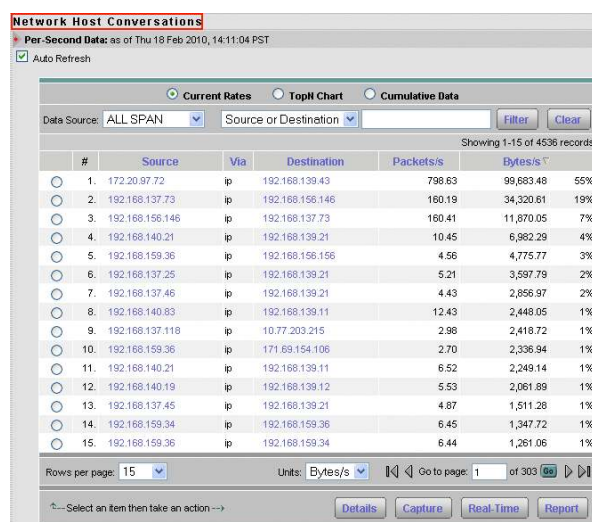 Network Host Conversations
Per-Second Data: as of Thu 18 Feb 2010, 14:11:04 PST
Auto Refresh
Current Rates TopN Chart Cumulative Data
Data Source: ALL SPAN Source or Destination Filter Clear
Showing 1-15 of 4536 records
# Source Via Destination Packets/s Bytes/s
1. 172.20.97.72 ip 192.168.139.43 798.63 99,683.48 55%
2. 192.168.137.73 ip 192.168.156.146 160.19 34,320.61 19%
3. 192.168.156.146 ip 192.168.137.73 160.41 11,870.05 7%
4. 192.168.140.21 ip 192.168.139.21 10.45 6,982.29 4%
5. 192.168.159.36 ip 192.168.156.156 4.56 4,775.77 3%
6. 192.168.137.25 ip 192.168.139.21 5.21 3,597.79 2%
7. 192.168.137.46 ip 192.168.139.21 4.43 2,856.97 2%
8. 192.168.140.83 ip 192.168.139.11 12.43 2,448.05 1%
9. 192.168.137.118 ip 10.77.203.215 2.98 2,418.72 1%
10. 192.168.159.36 ip 171.69.154.106 2.70 2,336.94 1%
11. 192.168.140.21 ip 192.168.139.11 6.52 2,249.14 1%
12. 192.168.140.19 ip 192.168.139.12 5.53 2,061.89 1%
13. 192.168.137.45 ip 192.168.139.21 4.87 1,511.28 1%
14. 192.168.159.34 ip 192.168.159.36 6.45 1,347.72 1%
15. 192.168.159.36 ip 192.168.159.34 6.44 1,261.06 1%
Rows per page: 15 Units: Bytes/s Go to page: 1 of 303 Go
Select an item then take an action --> Details Capture Real-Time Report